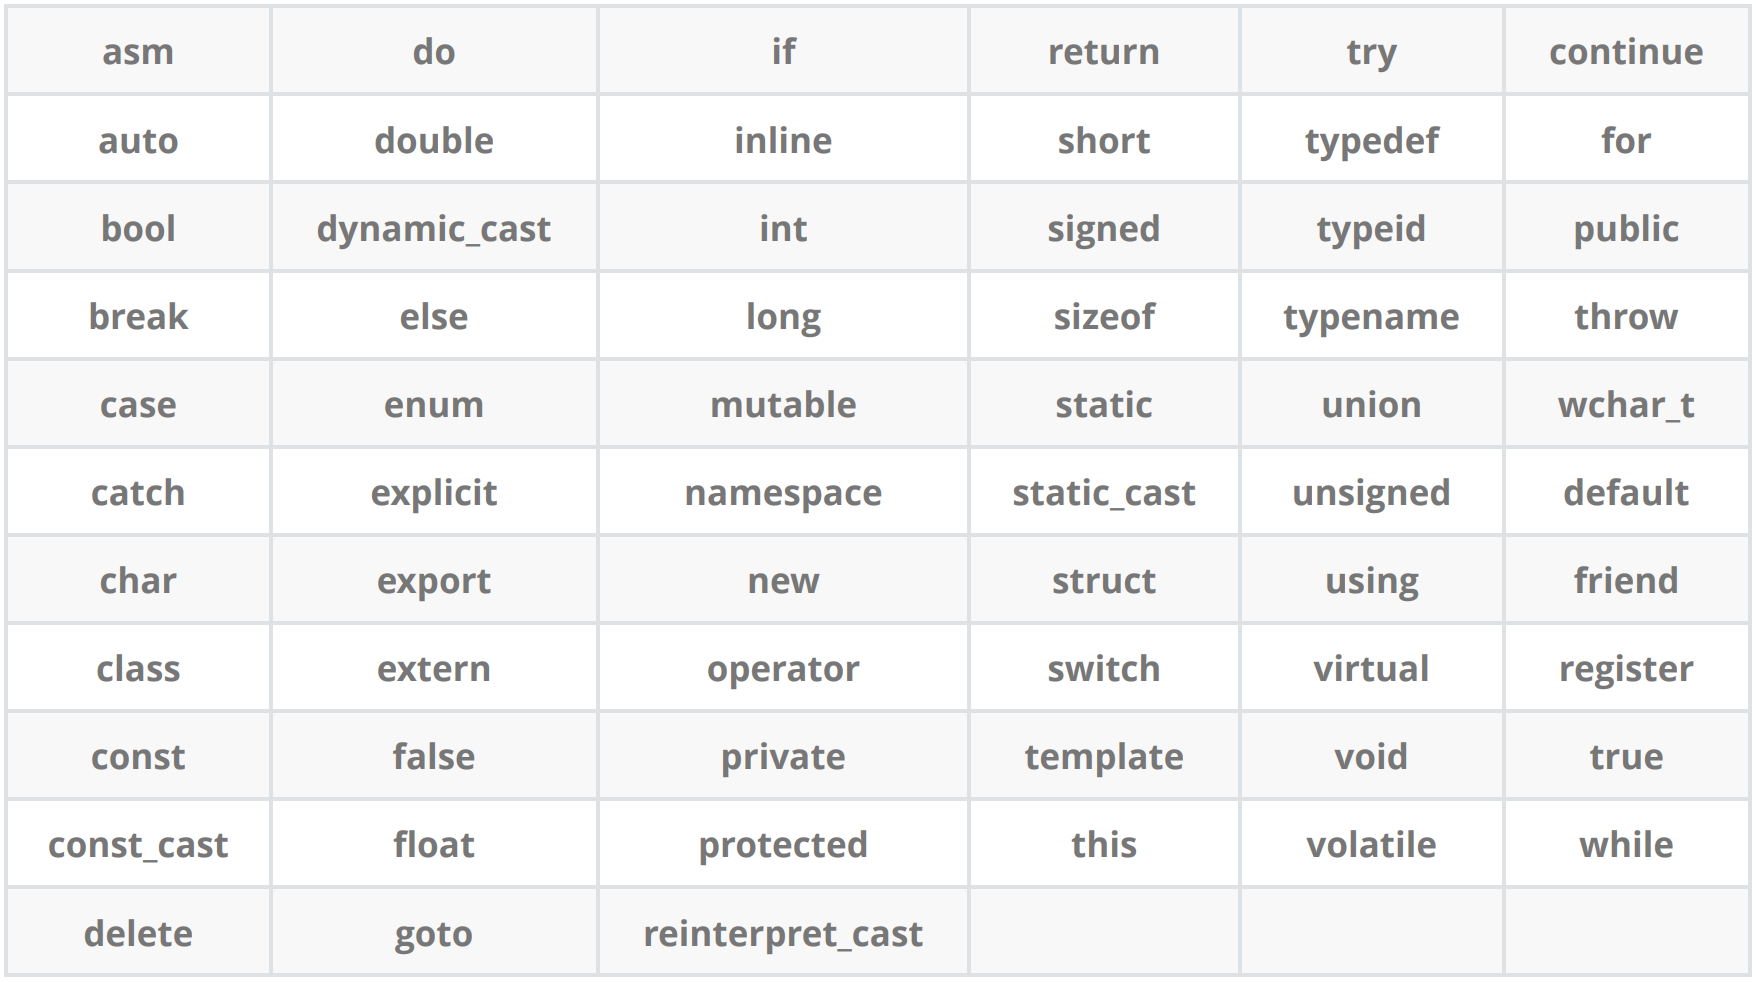 asm do if return try continue
auto double inline short typedef for
bool dynamic_cast int signed typeid public
break else long sizeof typename throw
case enum mutable static union wchar_t
catch explicit namespace static_cast unsigned default
char export new struct using friend
class extern operator switch virtual register
const false private template void true
const_cast float protected this volatile while
delete goto reinterpret_cast